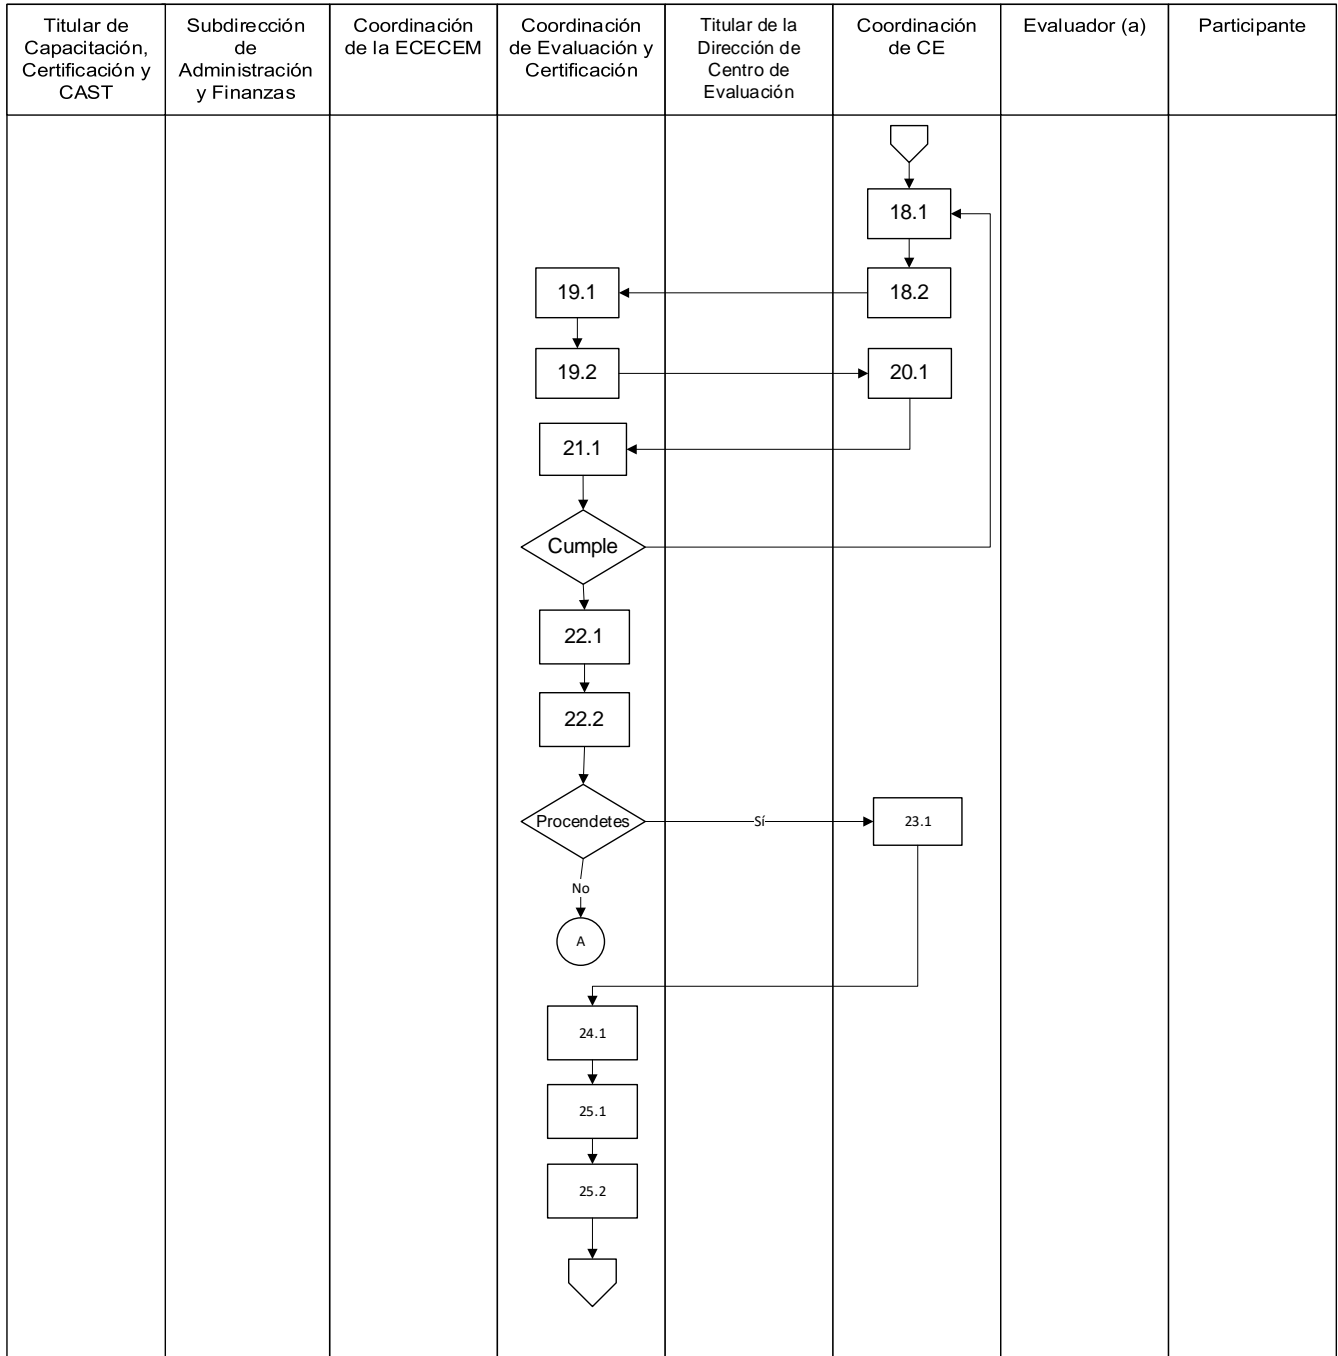 Titular de
Capacitación,
Certificación y
CAST
Subdirección
de
Administración
y Finanzas
Coordinación
de la ECECEM
Coordinación
de Evaluación y
Certificación
Titular de la
Dirección de
Centro de
Evaluación
Coordinación
de CE
Evaluador (a)
Participante
18.1
19.1
18.2
19.2
20.1
21.1
Cumple
22.1
22.2
Procendetes
Sí
23.1
No
A
24.1
25.1
25.2